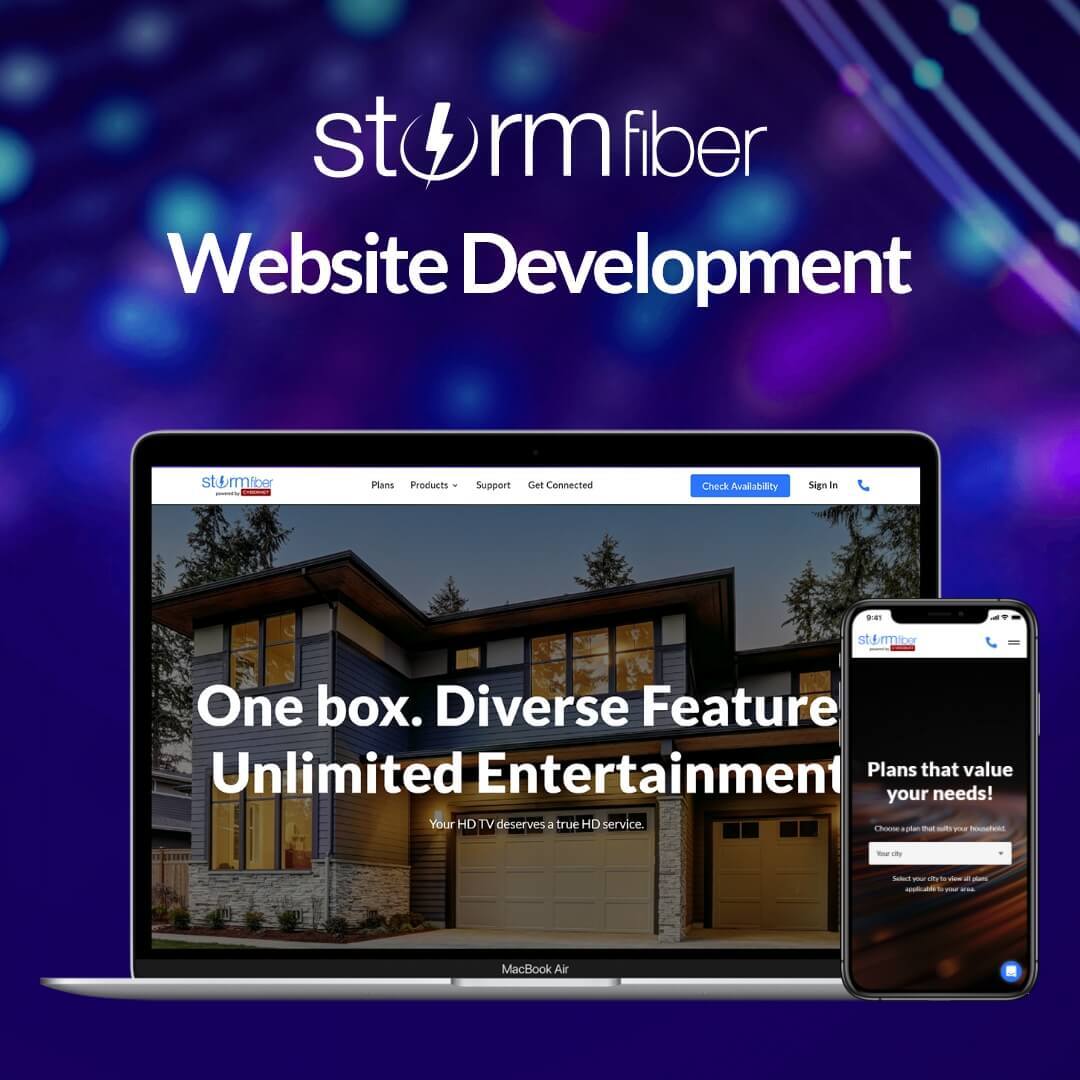 stormfiber
Website Development
stormfiber
powered by CYBERNET
Plans Products Support Get Connected Check Availability Sign In
One box. Diverse Feature
Unlimited Entertainment
Your HD TV deserves a true HD service.
MacBook Air
9:41
stormfiber
powered by CYBERNET
Plans that value
your needs!
Choose a plan that suits your household.
Your city
Select your city to view all plans
applicable to your area.